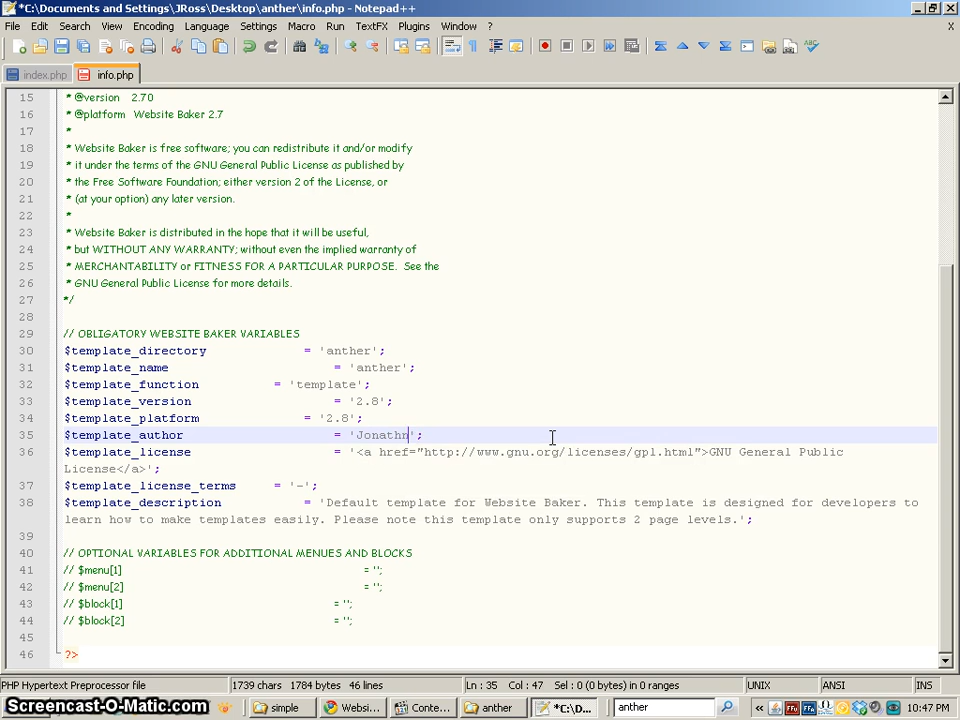 *C:\Documents and Settings\JRoss\Desktop\anther\info.php - Notepad++
File Edit Search View Encoding Language Settings Macro Run TextFX Plugins Window ? X
index.php info.php
15 * @version 2.70
16 * @platform Website Baker 2.7
17 *
18 * Website Baker is free software; you can redistribute it and/or modify
19 * it under the terms of the GNU General Public License as published by
20 * the Free Software Foundation; either version 2 of the License, or
21 * (at your option) any later version.
22 *
23 * Website Baker is distributed in the hope that it will be useful,
24 * but WITHOUT ANY WARRANTY; without even the implied warranty of
25 * MERCHANTABILITY or FITNESS FOR A PARTICULAR PURPOSE. See the
26 * GNU General Public License for more details.
27 */
28
29 // OBLIGATORY WEBSITE BAKER VARIABLES
30 $template_directory = 'anther';
31 $template_name = 'anther';
32 $template_function = 'template';
33 $template_version = '2.8';
34 $template_platform = '2.8';
35 $template_author = 'Jonathn';
36 $template_license = '<a href="http://www.gnu.org/licenses/gpl.html">GNU General Public
License</a>';
37 $template_license_terms = '-';
38 $template_description = 'Default template for Website Baker. This template is designed for developers to
learn how to make templates easily. Please note this template only supports 2 page levels.';
39
40 // OPTIONAL VARIABLES FOR ADDITIONAL MENUES AND BLOCKS
41 // $menu[1] = '';
42 // $menu[2] = '';
43 // $block[1] = '';
44 // $block[2] = '';
45
46 ?>
PHP Hypertext Preprocessor file 1739 chars 1784 bytes 46 lines Ln : 35 Col : 47 Sel : 0 (0 bytes) in 0 ranges UNIX ANSI INS
Screencast-O-Matic.com simple Websi... Conte... anther *C:\D... anther 10:47 PM